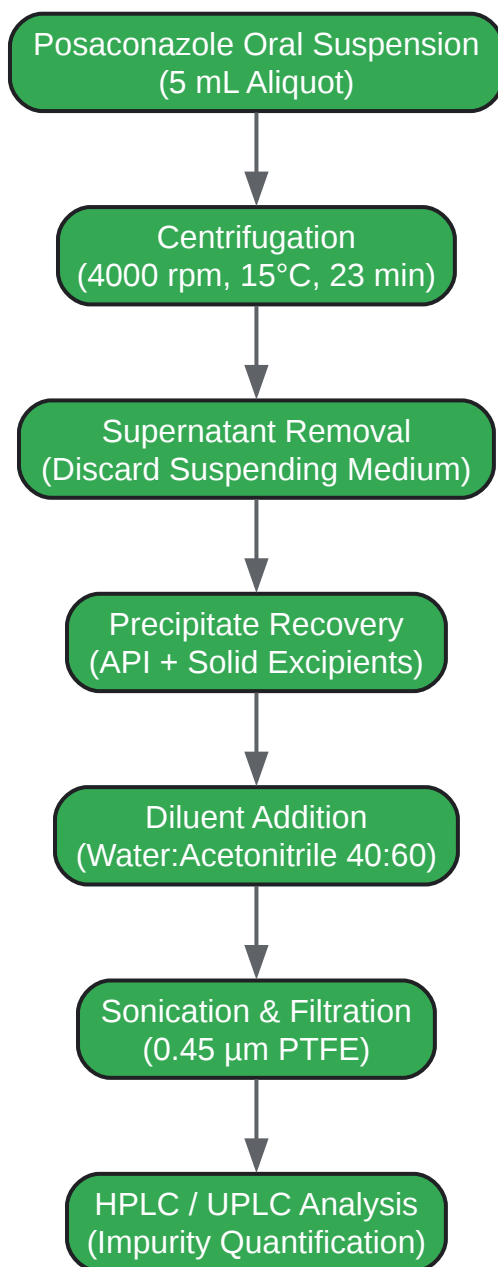 Posaconazole Oral Suspension
(5 mL Aliquot)
Centrifugation
(4000 rpm, 15°C, 23 min)
Supernatant Removal
(Discard Suspending Medium)
Precipitate Recovery
(API + Solid Excipients)
Diluent Addition
(Water:Acetonitrile 40:60)
Sonication & Filtration
(0.45 µm PTFE)
HPLC / UPLC Analysis
(Impurity Quantification)